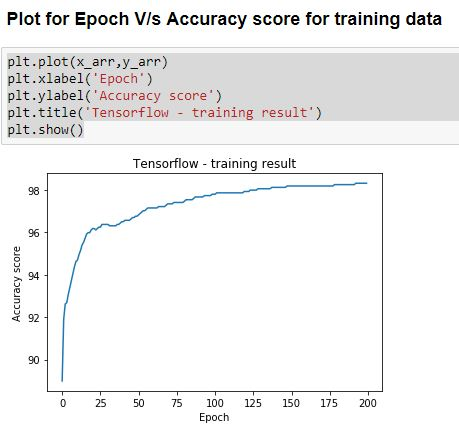 Plot for Epoch V/s Accuracy score for training data
plt.plot(x_arr,y_arr)
plt.xlabel('Epoch')
plt.ylabel('Accuracy score')
plt.title('Tensorflow - training result')
plt.show()
Tensorflow - training result
98
96
94
92
90
Accuracy score
0 25 50 75 100 125 150 175 200
Epoch